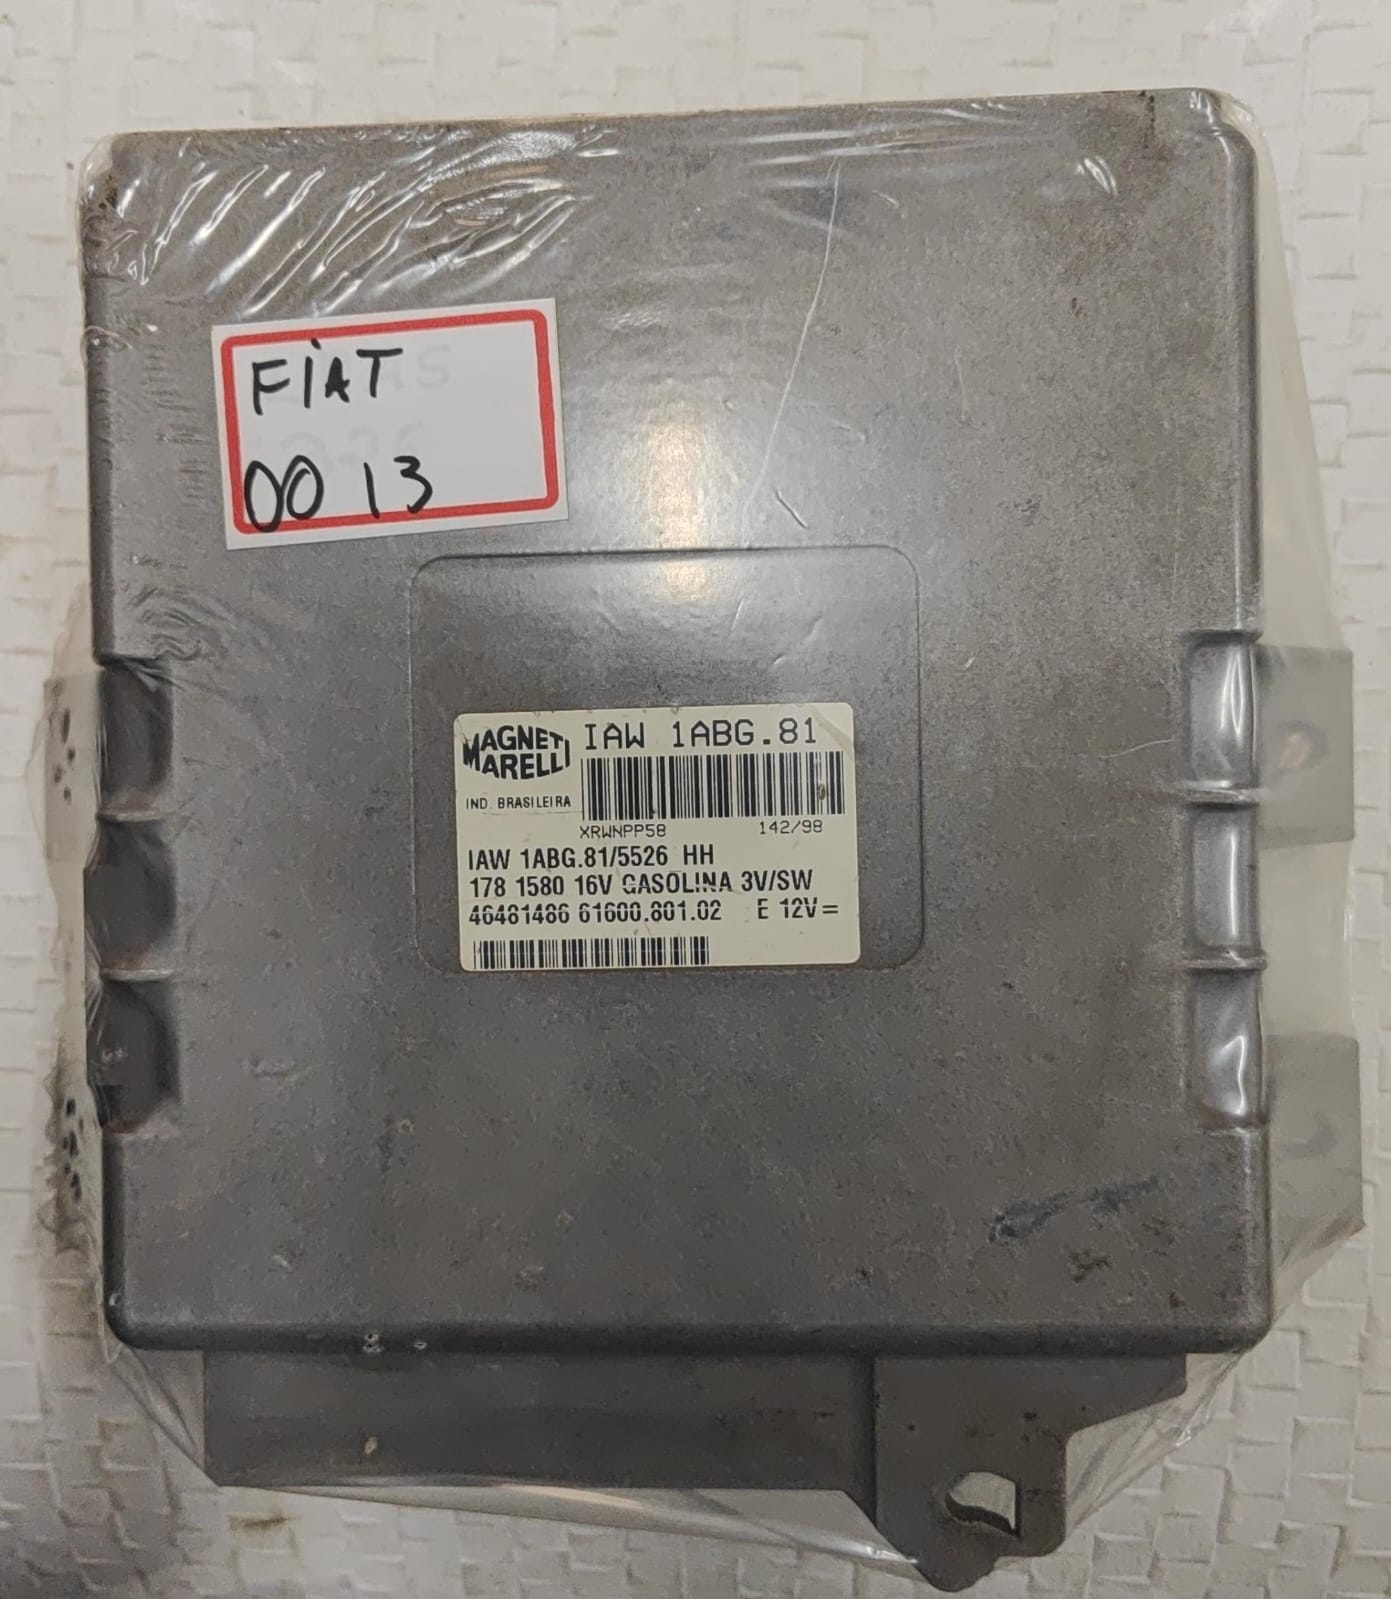 FiAT
00 13
MAGNETI MARELLI
IAW 1ABG.81
IND. BRASILEIRA
XRWNPP58 142/98
IAW 1ABG.81/5526 HH
178 1580 16V GASOLINA 3V/SW
46481486 61600.801.02 E 12V=